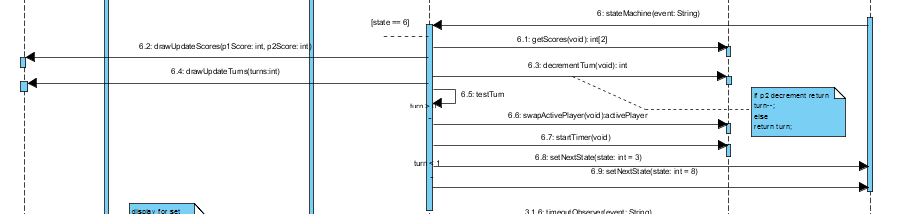 6: stateMachine(event: String)
[state == 6]
6.1: getScores(void): int[2]
6.2: drawUpdateScores(p1Score: int, p2Score: int)
6.3: decrementTurn(void): int
6.4: drawUpdateTurns(turns:int)
6.5: testTurn
if p2 decrement return
turn--;
else
return turn;
turn >
6.6: swapActivePlayer(void):activePlayer
6.7: startTimer(void)
6.8: setNextState(state: int = 3)
turn < 1
6.9: setNextState(state: int = 8)
display for set
3.1.6: timeoutObserver(event: String)